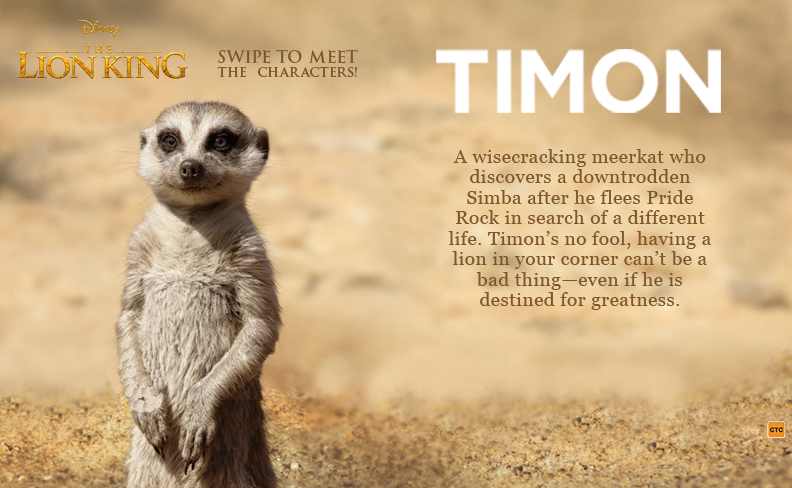 Disney
THE
LION KING
SWIPE TO MEET
THE CHARACTERS!
TIMON
A wisecracking meerkat who
discovers a downtrodden
Simba after he flees Pride
Rock in search of a different
life. Timon’s no fool, having a
lion in your corner can’t be a
bad thing—even if he is
destined for greatness.
CTC